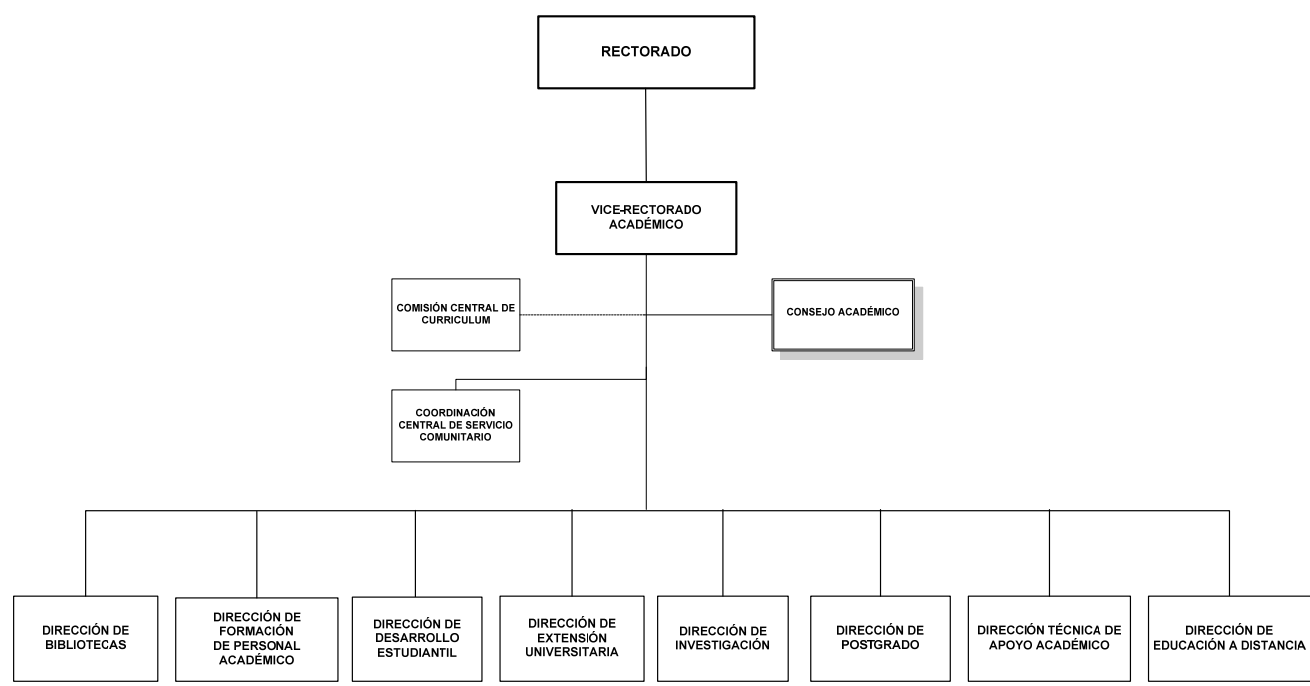 RECTORADO
VICE-RECTORADO
ACADÉMICO
COMISIÓN CENTRAL DE
CURRICULUM
CONSEJO ACADÉMICO
COORDINACIÓN
CENTRAL DE SERVICIO
COMUNITARIO
DIRECCIÓN DE
BIBLIOTECAS
DIRECCIÓN DE
FORMACIÓN
DE PERSONAL
ACADÉMICO
DIRECCIÓN DE
DESARROLLO
ESTUDIANTIL
DIRECCIÓN DE
EXTENSIÓN
UNIVERSITARIA
DIRECCIÓN DE
INVESTIGACIÓN
DIRECCIÓN DE
POSTGRADO
DIRECCIÓN TÉCNICA DE
APOYO ACADÉMICO
DIRECCIÓN DE
EDUCACIÓN A DISTANCIA